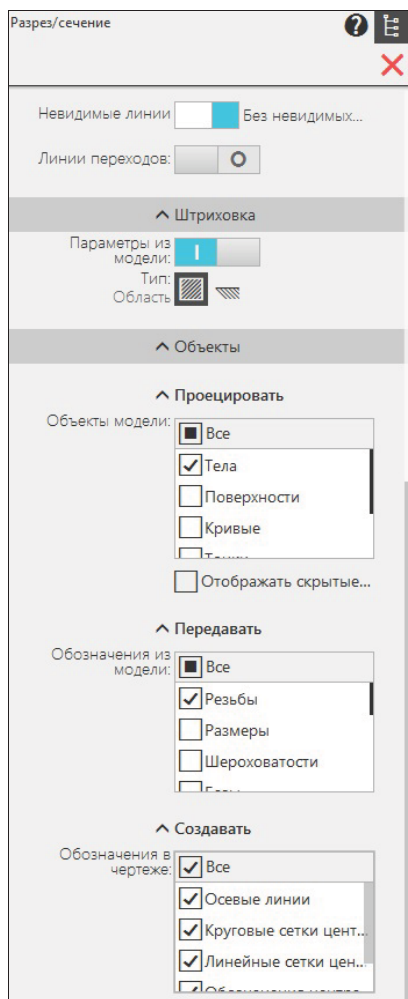 Разрез/сечение
Невидимые линии Без невидимых...
Линии переходов:
Штриховка
Параметры из
модели:
Тип:
Область
Объекты
Проецировать
Объекты модели:
Все
Тела
Поверхности
Кривые
Отображать скрытые...
Передавать
Обозначения из
модели:
Все
Резьбы
Размеры
Шероховатости
Создавать
Обозначения в
чертеже:
Все
Осевые линии
Круговые сетки цент...
Линейные сетки цен...